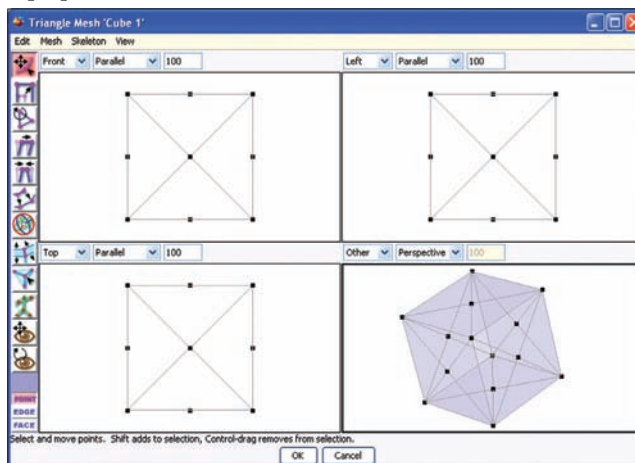 Triangle Mesh 'Cube 1'
Edit Mesh Skeleton View
Front Parallel 100 Left Parallel 100
Top Parallel 100 Other Perspective 100
POINT
EDGE
FACE
Select and move points. Shift adds to selection, Control-drag removes from selection.
OK Cancel